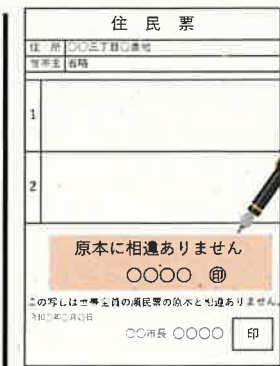 住民票
住所 〇〇三丁目〇番地
世帯主 省略
1
2
原本に相違ありません
〇〇〇〇 ㊞
この写しは世帯全員の住民票の原本と相違ありません。
〇〇市長 〇〇〇〇 印